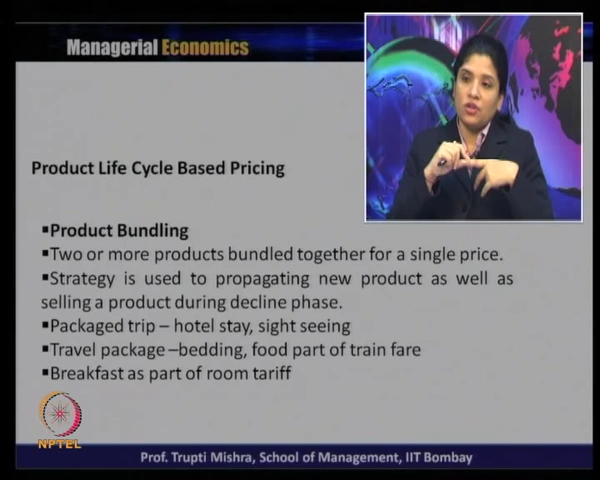 Managerial Economics
Product Life Cycle Based Pricing
▪Product Bundling
▪Two or more products bundled together for a single price.
▪Strategy is used to propagating new product as well as
selling a product during decline phase.
▪Packaged trip – hotel stay, sight seeing
▪Travel package –bedding, food part of train fare
▪Breakfast as part of room tariff
NPTEL
Prof. Trupti Mishra, School of Management, IIT Bombay